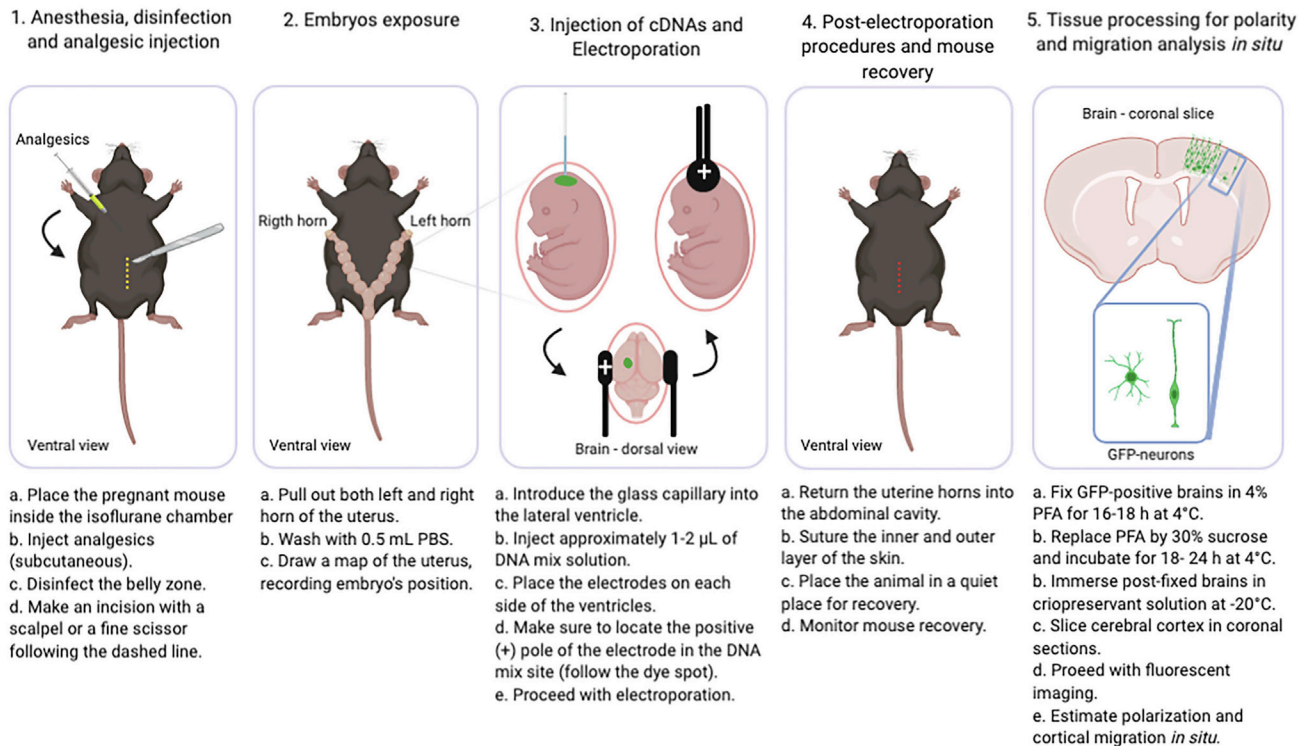 1. Anesthesia, disinfection
and analgesic injection
Analgesics
Ventral view
a. Place the pregnant mouse
inside the isoflurane chamber
b. Inject analgesics
(subcutaneous).
c. Disinfect the belly zone.
d. Make an incision with a
scalpel or a fine scissor
following the dashed line.
2. Embryos exposure
Rigth horn
Left horn
Ventral view
a. Pull out both left and right
horn of the uterus.
b. Wash with 0.5 mL PBS.
c. Draw a map of the uterus,
recording embryo's position.
3. Injection of cDNAs and
Electroporation
+
+
Brain - dorsal view
a. Introduce the glass capillary into
the lateral ventricle.
b. Inject approximately 1-2 µL of
DNA mix solution.
c. Place the electrodes on each
side of the ventricles.
d. Make sure to locate the positive
(+) pole of the electrode in the DNA
mix site (follow the dye spot).
e. Proceed with electroporation.
4. Post-electroporation
procedures and mouse
recovery
Ventral view
a. Return the uterine horns into
the abdominal cavity.
b. Suture the inner and outer
layer of the skin.
c. Place the animal in a quiet
place for recovery.
d. Monitor mouse recovery.
5. Tissue processing for polarity
and migration analysis in situ
Brain - coronal slice
GFP-neurons
a. Fix GFP-positive brains in 4%
PFA for 16-18 h at 4°C.
b. Replace PFA by 30% sucrose
and incubate for 18- 24 h at 4°C.
b. Immerse post-fixed brains in
criopreservant solution at -20°C.
c. Slice cerebral cortex in coronal
sections.
d. Proeed with fluorescent
imaging.
e. Estimate polarization and
cortical migration in situ.